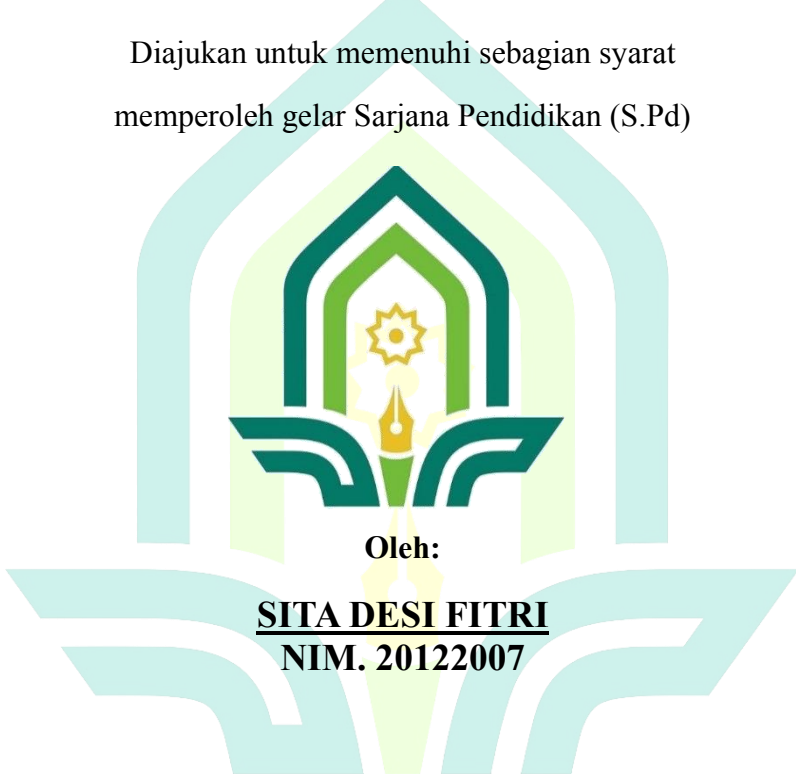 Diajukan untuk memenuhi sebagian syarat
memperoleh gelar Sarjana Pendidikan (S.Pd)
Oleh:
SITA DESI FITRI
NIM. 20122007